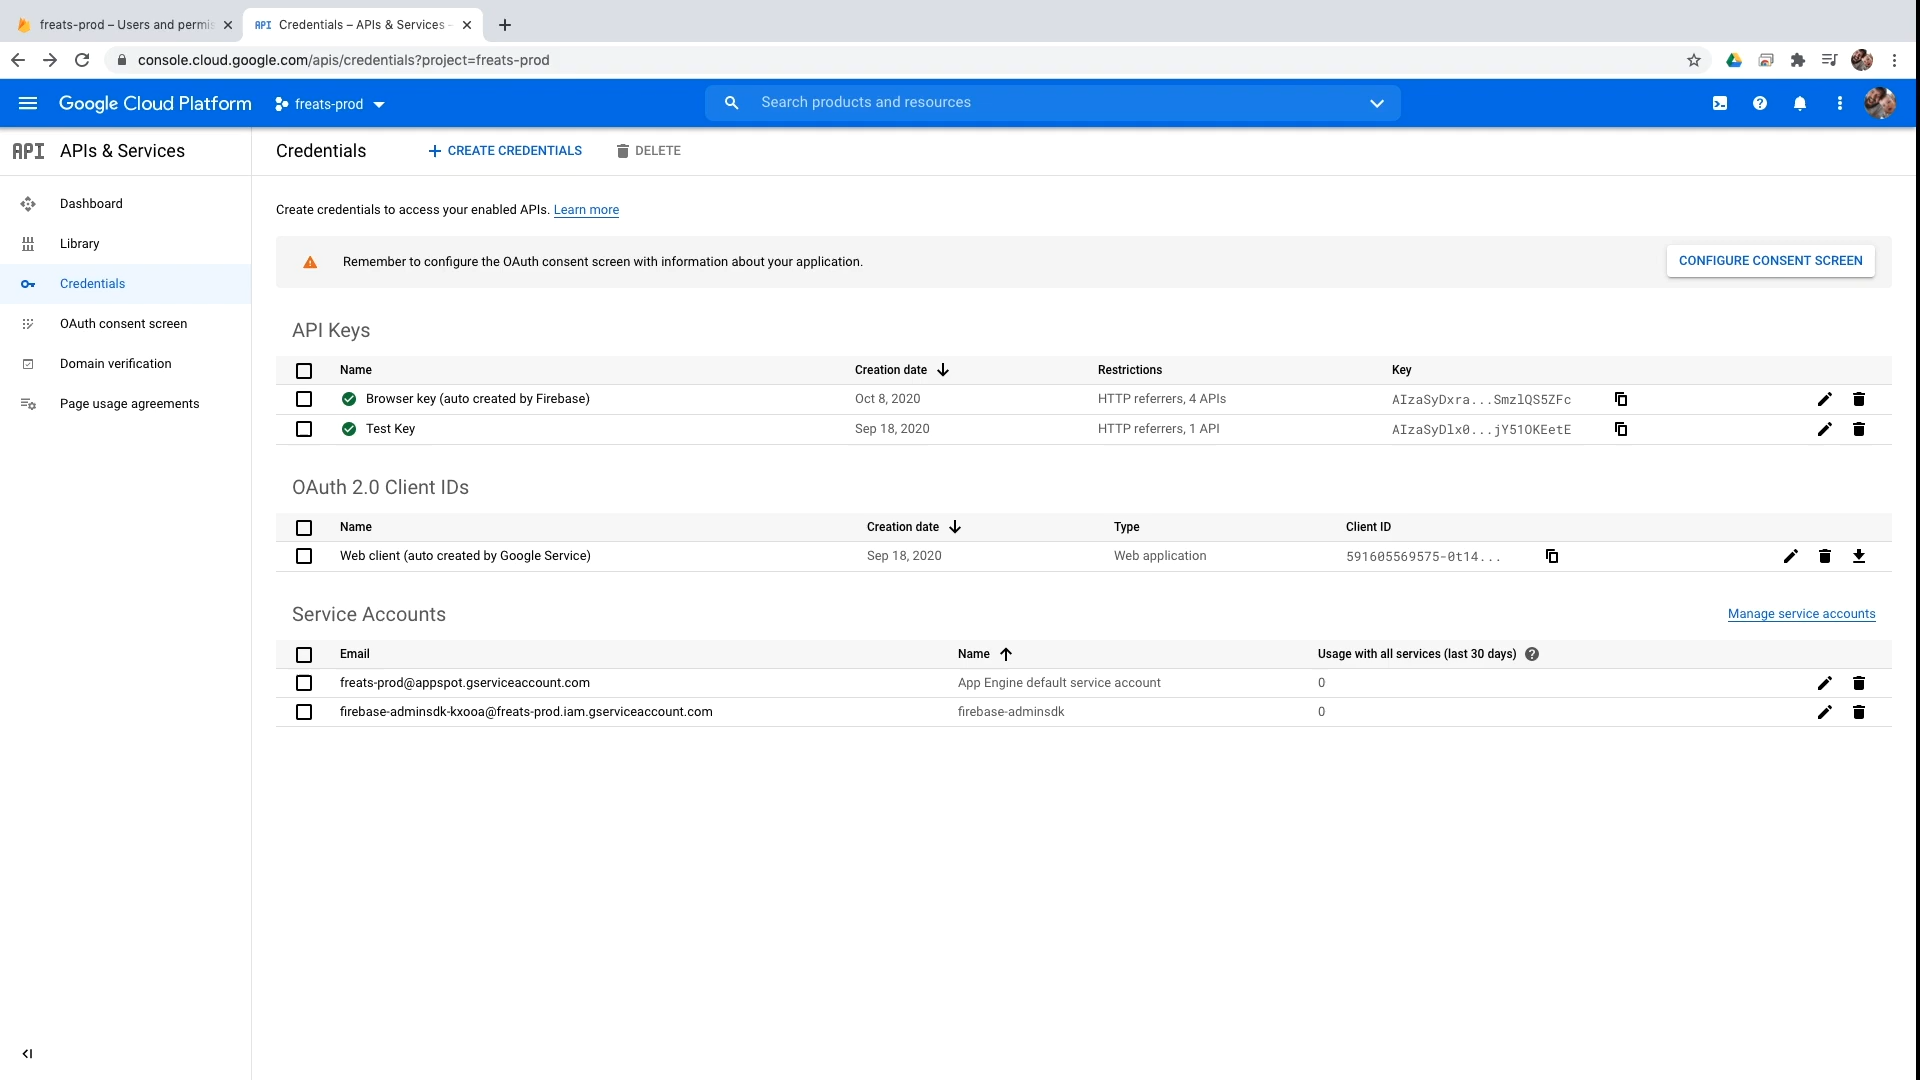 freats-prod – Users and permis
API Credentials – APIs & Services -
console.cloud.google.com/apis/credentials?project=freats-prod
Google Cloud Platform
freats-prod
Search products and resources
API APIs & Services
Credentials
CREATE CREDENTIALS
DELETE
Dashboard
Library
Credentials
OAuth consent screen
Domain verification
Page usage agreements
Create credentials to access your enabled APIs. Learn more
Remember to configure the OAuth consent screen with information about your application.
CONFIGURE CONSENT SCREEN
API Keys
Name Creation date Restrictions Key
Browser key (auto created by Firebase) Oct 8, 2020 HTTP referrers, 4 APIs AIzaSyDxra...SmzlQS5ZFc
Test Key Sep 18, 2020 HTTP referrers, 1 API AIzaSyDlx0...jY51OKEetE
OAuth 2.0 Client IDs
Name Creation date Type Client ID
Web client (auto created by Google Service) Sep 18, 2020 Web application 591605569575-0t14...
Service Accounts
Manage service accounts
Email Name Usage with all services (last 30 days)
freats-prod@appspot.gserviceaccount.com App Engine default service account 0
firebase-adminsdk-kxooa@freats-prod.iam.gserviceaccount.com firebase-adminsdk 0